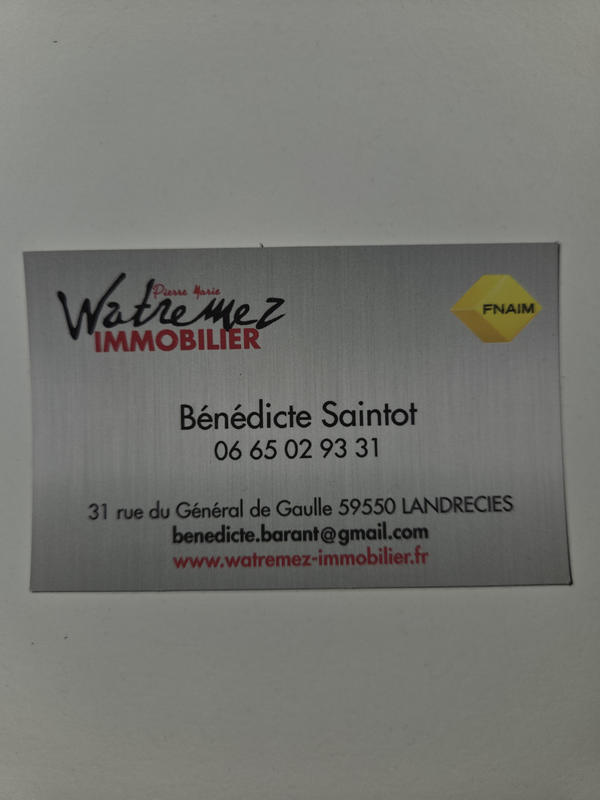 Pierre Marie
Watremez
IMMOBILIER
FNAIM
Bénédicte Saintot
06 65 02 93 31
31 rue du Général de Gaulle 59550 LANDRECIES
benedicte.barant@gmail.com
www.watremez-immobilier.fr